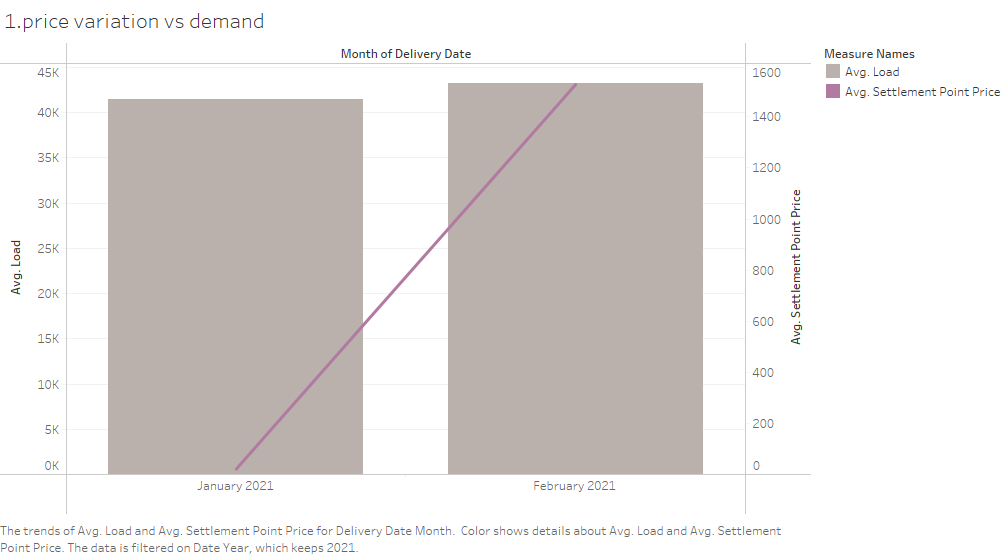 1.price variation vs demand
Month of Delivery Date
Measure Names
Avg. Load
Avg. Settlement Point Price
45K
40K
35K
30K
25K
20K
15K
10K
5K
0K
Avg. Load
1600
1400
1200
1000
800
600
400
200
0
Avg. Settlement Point Price
January 2021
February 2021
The trends of Avg. Load and Avg. Settlement Point Price for Delivery Date Month. Color shows details about Avg. Load and Avg. Settlement
Point Price. The data is filtered on Date Year, which keeps 2021.